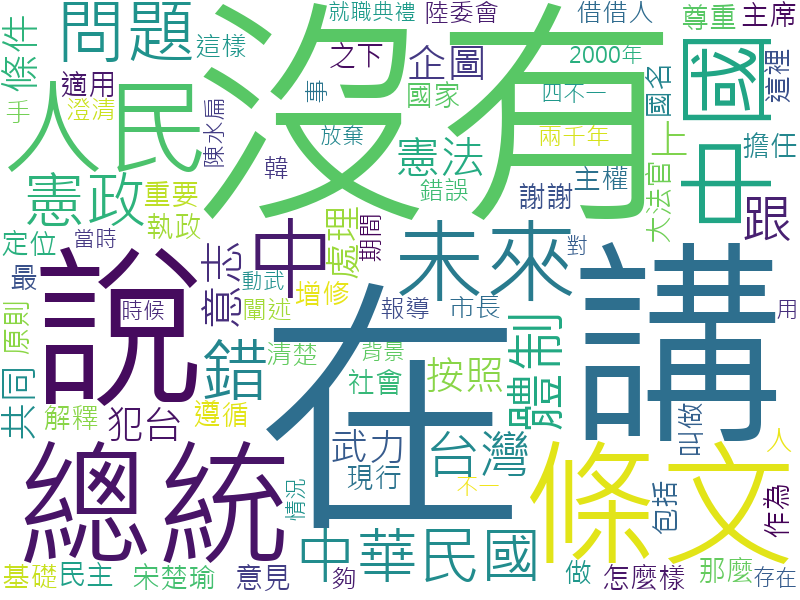 問題
沒有
就職典禮
陸委會
借借人
尊重
主席
條件
這樣
之下
企圖
2000年
國
這裡
適用
人民
事
國家
四不一
國名
手
澄清
陳水扁
放棄
兩千年
中
擔任
憲法
大法官上
憲政
重要
韓
錯誤
謝謝
主權
跟
執政
定位
當時
說
中
處理
期間
未來
對
講
意志
最
時候
動武
在
原則
闡述
增修
報導
市長
用
共同
錯
清楚
背景
體制
解釋
犯台
遵循
社會
按照
叫做
人
總統
武力
台灣
條文
現行
不一
包括
作為
情況
基礎
民主
宋楚瑜
意見
中華民國
夠
做
怎麼樣
那麼
存在